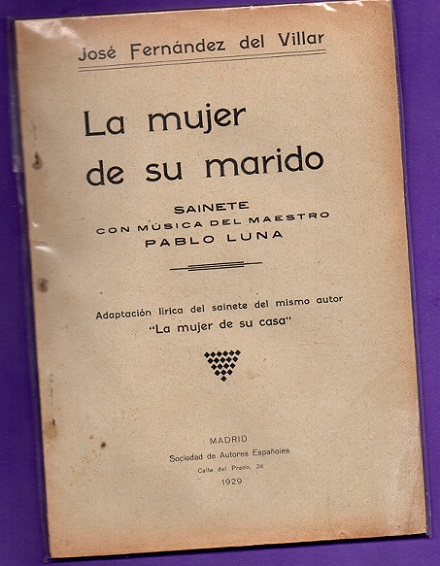 José Fernández del Villar
La mujer
de su marido
SAINETE
CON MÚSICA DEL MAESTRO
PABLO LUNA
Adaptación lírica del sainete del mismo autor
"La mujer de su casa"
MADRID
Sociedad de Autores Españoles
Calle del Prado, 24
1929